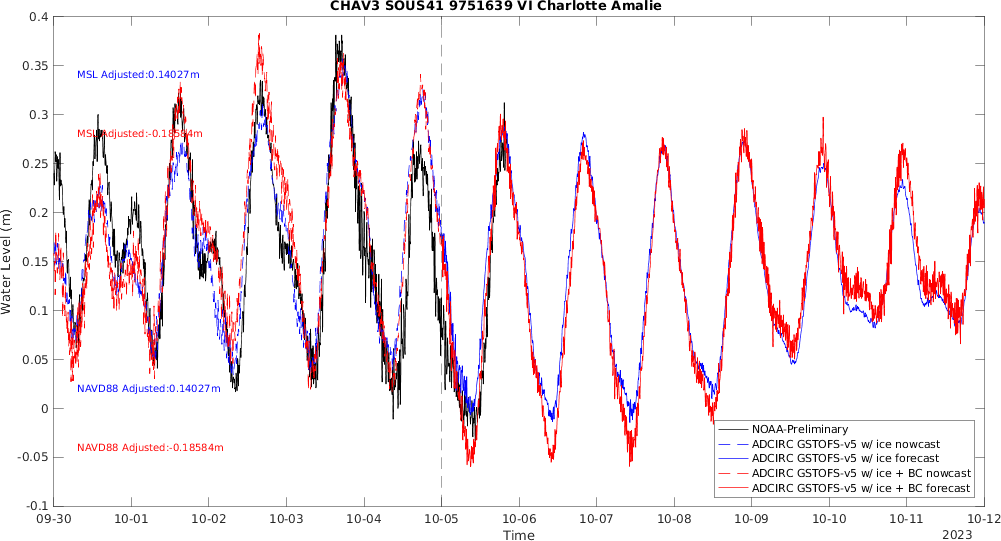 CHAV3 SOUS41 9751639 VI Charlotte Amalie
0.4
0.35
0.3
0.25
0.2
0.15
0.1
0.05
0
-0.05
-0.1
Water Level (m)
MSL Adjusted:0.14027m
MSL Adjusted:-0.18584m
NAVD88 Adjusted:0.14027m
NAVD88 Adjusted:-0.18584m
NOAA-Preliminary
ADCIRC GSTOFS-v5 w/ ice nowcast
ADCIRC GSTOFS-v5 w/ ice forecast
ADCIRC GSTOFS-v5 w/ ice + BC nowcast
ADCIRC GSTOFS-v5 w/ ice + BC forecast
09-30 10-01 10-02 10-03 10-04 10-05 10-06 10-07 10-08 10-09 10-10 10-11 10-12
Time
2023